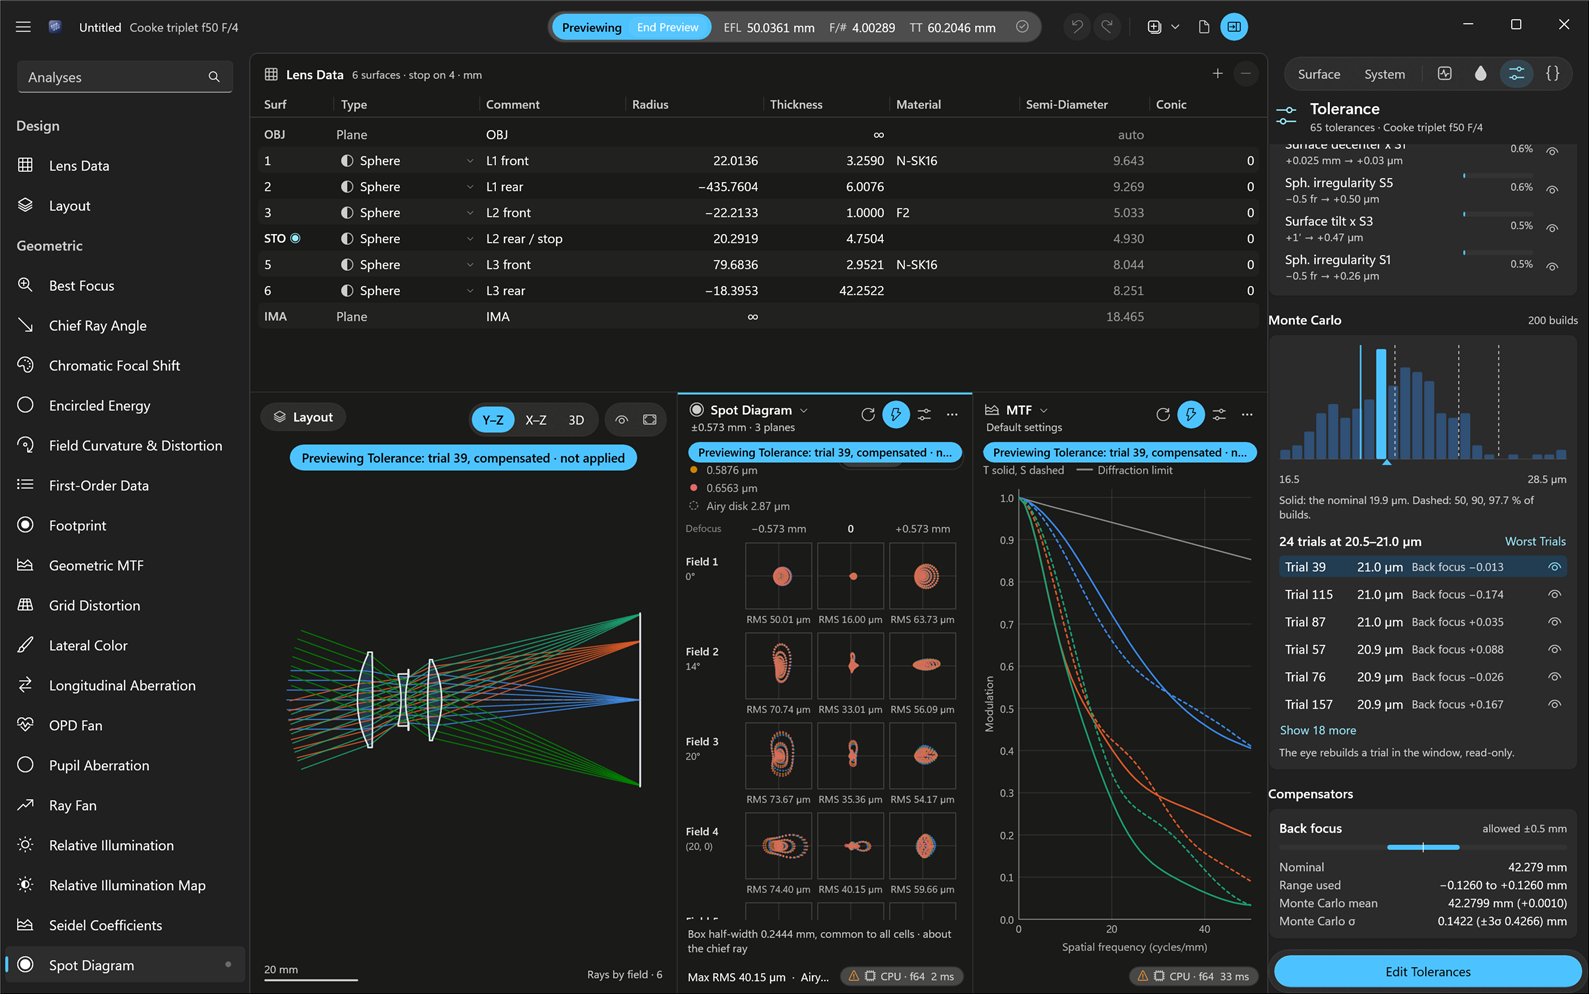 Untitled Cooke triplet f50 F/4
Previewing End Preview EFL 50.0361 mm F/# 4.00289 TT 60.2046 mm
Analyses
Design
Lens Data
Layout
Geometric
Best Focus
Chief Ray Angle
Chromatic Focal Shift
Encircled Energy
Field Curvature & Distortion
First-Order Data
Footprint
Geometric MTF
Grid Distortion
Lateral Color
Longitudinal Aberration
OPD Fan
Pupil Aberration
Ray Fan
Relative Illumination
Relative Illumination Map
Seidel Coefficients
Spot Diagram
Lens Data 6 surfaces · stop on 4 · mm
Surf Type Comment Radius Thickness Material Semi-Diameter Conic
OBJ Plane OBJ ∞ auto
1 Sphere L1 front 22.0136 3.2590 N-SK16 9.643 0
2 Sphere L1 rear −435.7604 6.0076 9.269 0
3 Sphere L2 front −22.2133 1.0000 F2 5.033 0
STO Sphere L2 rear / stop 20.2919 4.7504 4.930 0
5 Sphere L3 front 79.6836 2.9521 N-SK16 8.044 0
6 Sphere L3 rear −18.3953 42.2522 8.251 0
IMA Plane IMA ∞ 18.465
Layout Y–Z X–Z 3D
Previewing Tolerance: trial 39, compensated · not applied
20 mm Rays by field · 6
Spot Diagram
±0.573 mm · 3 planes
Previewing Tolerance: trial 39, compensated · n...
0.5876 µm
0.6563 µm
Airy disk 2.87 µm
Defocus −0.573 mm 0 +0.573 mm
Field 1
0°
RMS 50.01 µm RMS 16.00 µm RMS 63.73 µm
Field 2
14°
RMS 70.74 µm RMS 33.01 µm RMS 56.09 µm
Field 3
20°
RMS 73.67 µm RMS 35.36 µm RMS 54.17 µm
Field 4
(20, 0)
RMS 74.40 µm RMS 40.15 µm RMS 59.66 µm
Box half-width 0.2444 mm, common to all cells · about
the chief ray
Max RMS 40.15 µm · Airy... CPU · f64 2 ms
MTF
Default settings
Previewing Tolerance: trial 39, compensated · n...
T solid, S dashed Diffraction limit
1.0
0.9
0.8
0.7
0.6
0.5
0.4
0.3
0.2
0.1
0.0
Modulation
0 20 40
Spatial frequency (cycles/mm)
CPU · f64 33 ms
Surface System {}
Tolerance
65 tolerances · Cooke triplet f50 F/4
Surface decenter x S1 0.6%
+0.025 mm → +0.03 µm
Sph. irregularity S5 0.6%
−0.5 fr → +0.50 µm
Surface tilt x S3 0.5%
+1′ → +0.47 µm
Sph. irregularity S1 0.5%
−0.5 fr → +0.26 µm
Monte Carlo 200 builds
16.5 28.5 µm
Solid: the nominal 19.9 µm. Dashed: 50, 90, 97.7 % of
builds.
24 trials at 20.5–21.0 µm Worst Trials
Trial 39 21.0 µm Back focus −0.013
Trial 115 21.0 µm Back focus −0.174
Trial 87 21.0 µm Back focus +0.035
Trial 57 20.9 µm Back focus +0.088
Trial 76 20.9 µm Back focus −0.026
Trial 157 20.9 µm Back focus +0.167
Show 18 more
The eye rebuilds a trial in the window, read-only.
Compensators
Back focus allowed ±0.5 mm
Nominal 42.279 mm
Range used −0.1260 to +0.1260 mm
Monte Carlo mean 42.2799 mm (+0.0010)
Monte Carlo σ 0.1422 (±3σ 0.4266) mm
Edit Tolerances